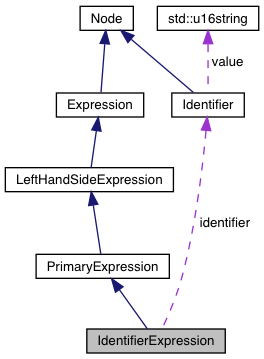 Node
std::u16string
value
Expression
Identifier
LeftHandSideExpression
identifier
PrimaryExpression
IdentifierExpression